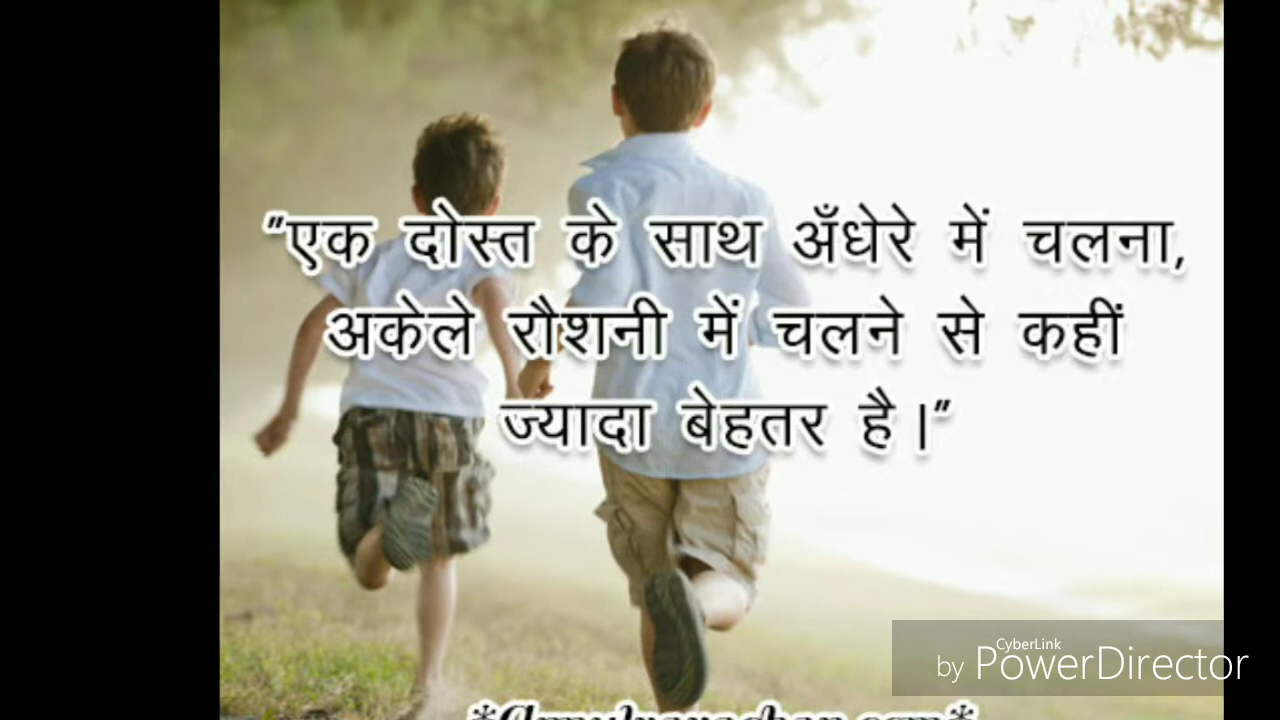 "एक दोस्त के साथ अँधेरे में चलना,
अकेले रौशनी में चलने से कहीं
ज्यादा बेहतर है|"
CyberLink
by PowerDirector